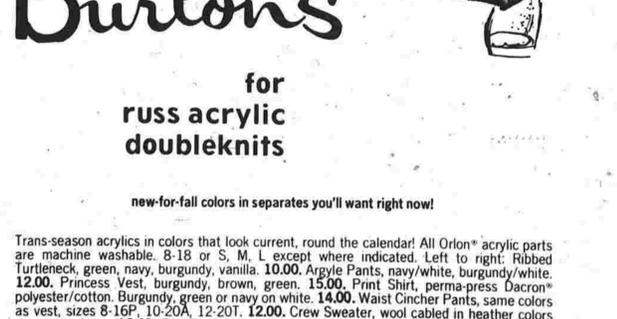 Burton's
for
russ acrylic
doubleknits
new-for-fall colors in separates you'll want right now!
Trans-season acrylics in colors that look current, round the calendar! All Orlon® acrylic parts
are machine washable. 8-18 or S, M, L except where indicated. Left to right: Ribbed
Turtleneck, green, navy, burgundy, vanilla. 10.00. Argyle Pants, navy/white, burgundy/white.
12.00. Princess Vest, burgundy, brown, green. 15.00. Print Shirt, perma-press Dacron®
polyester/cotton. Burgundy, green or navy on white. 14.00. Waist Cincher Pants, same colors
as vest, sizes 8-16P, 10-20A, 12-20T. 12.00. Crew Sweater, wool cabled in heather colors